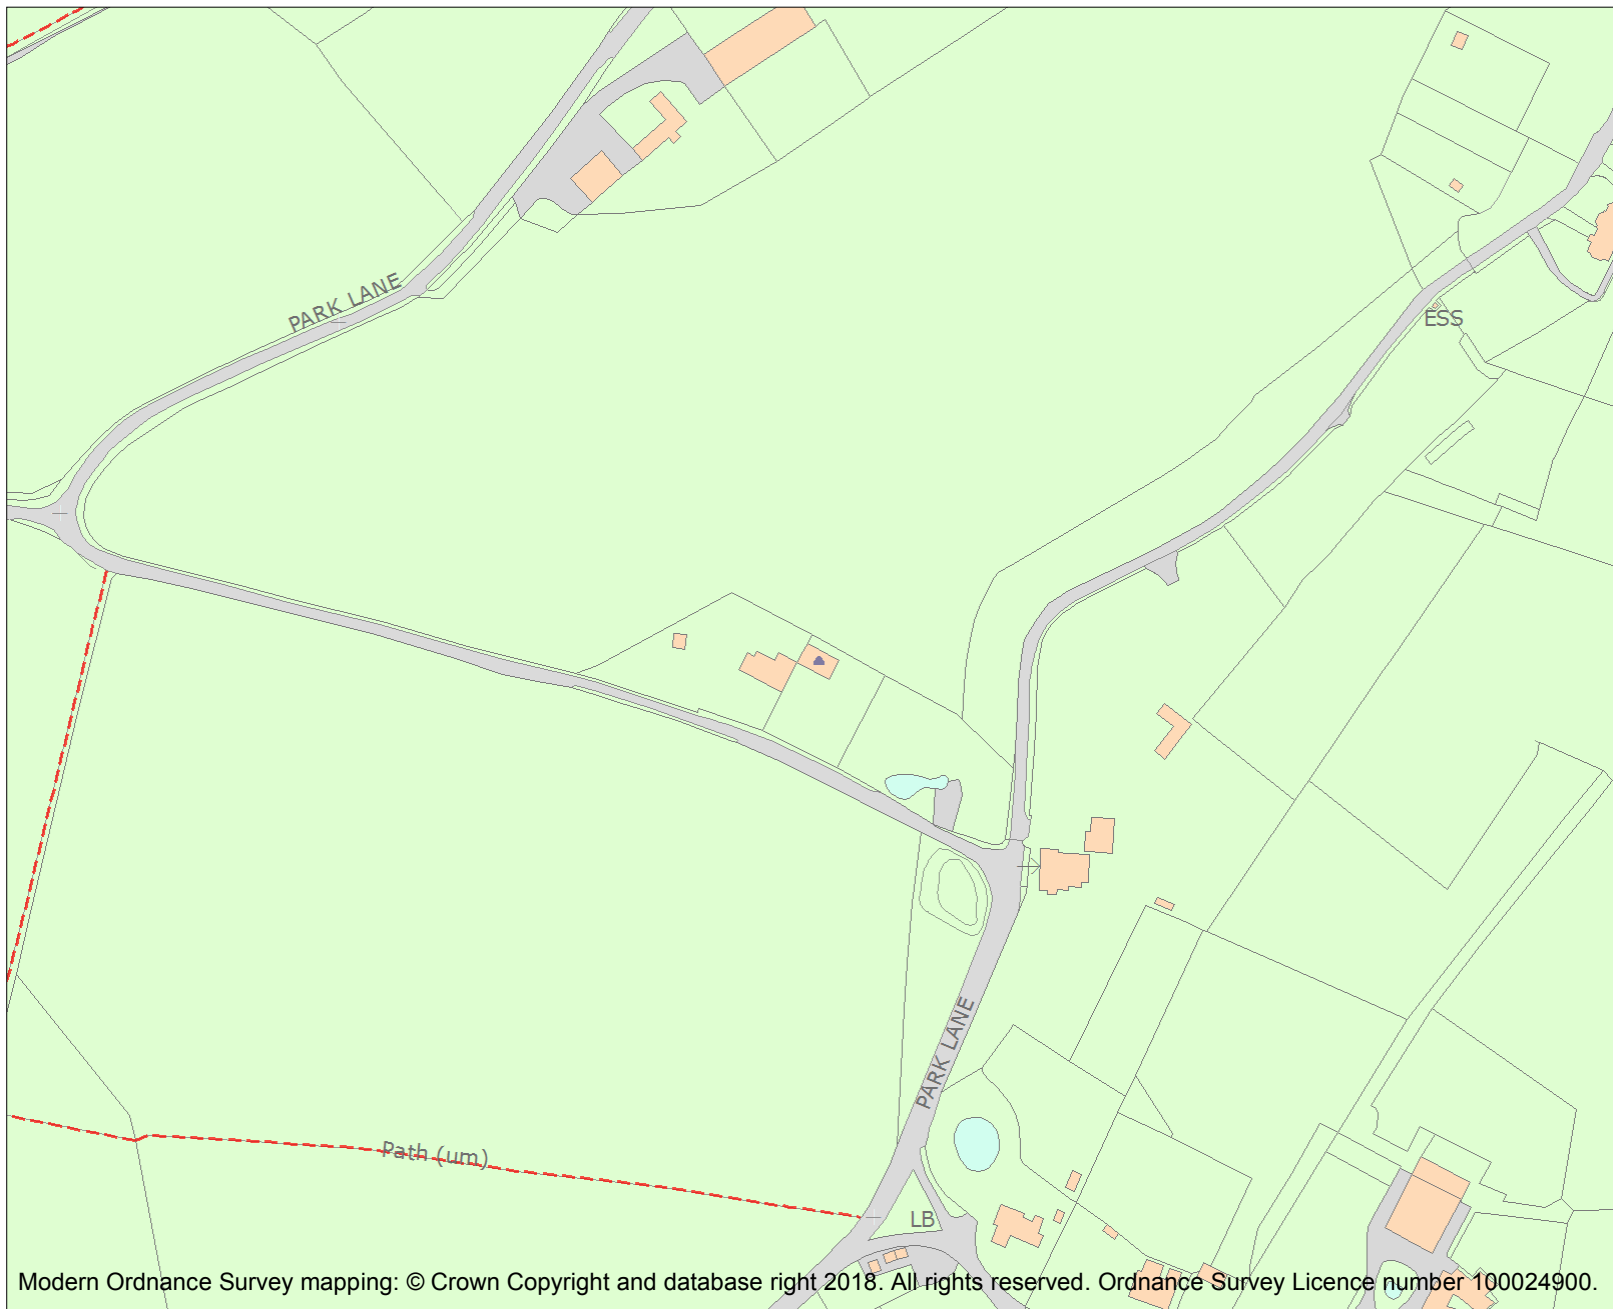 PARK LANE
ESS
PARK LANE
Path (um)
LB
Modern Ordnance Survey mapping: © Crown Copyright and database right 2018. All rights reserved. Ordnance Survey Licence number 100024900.